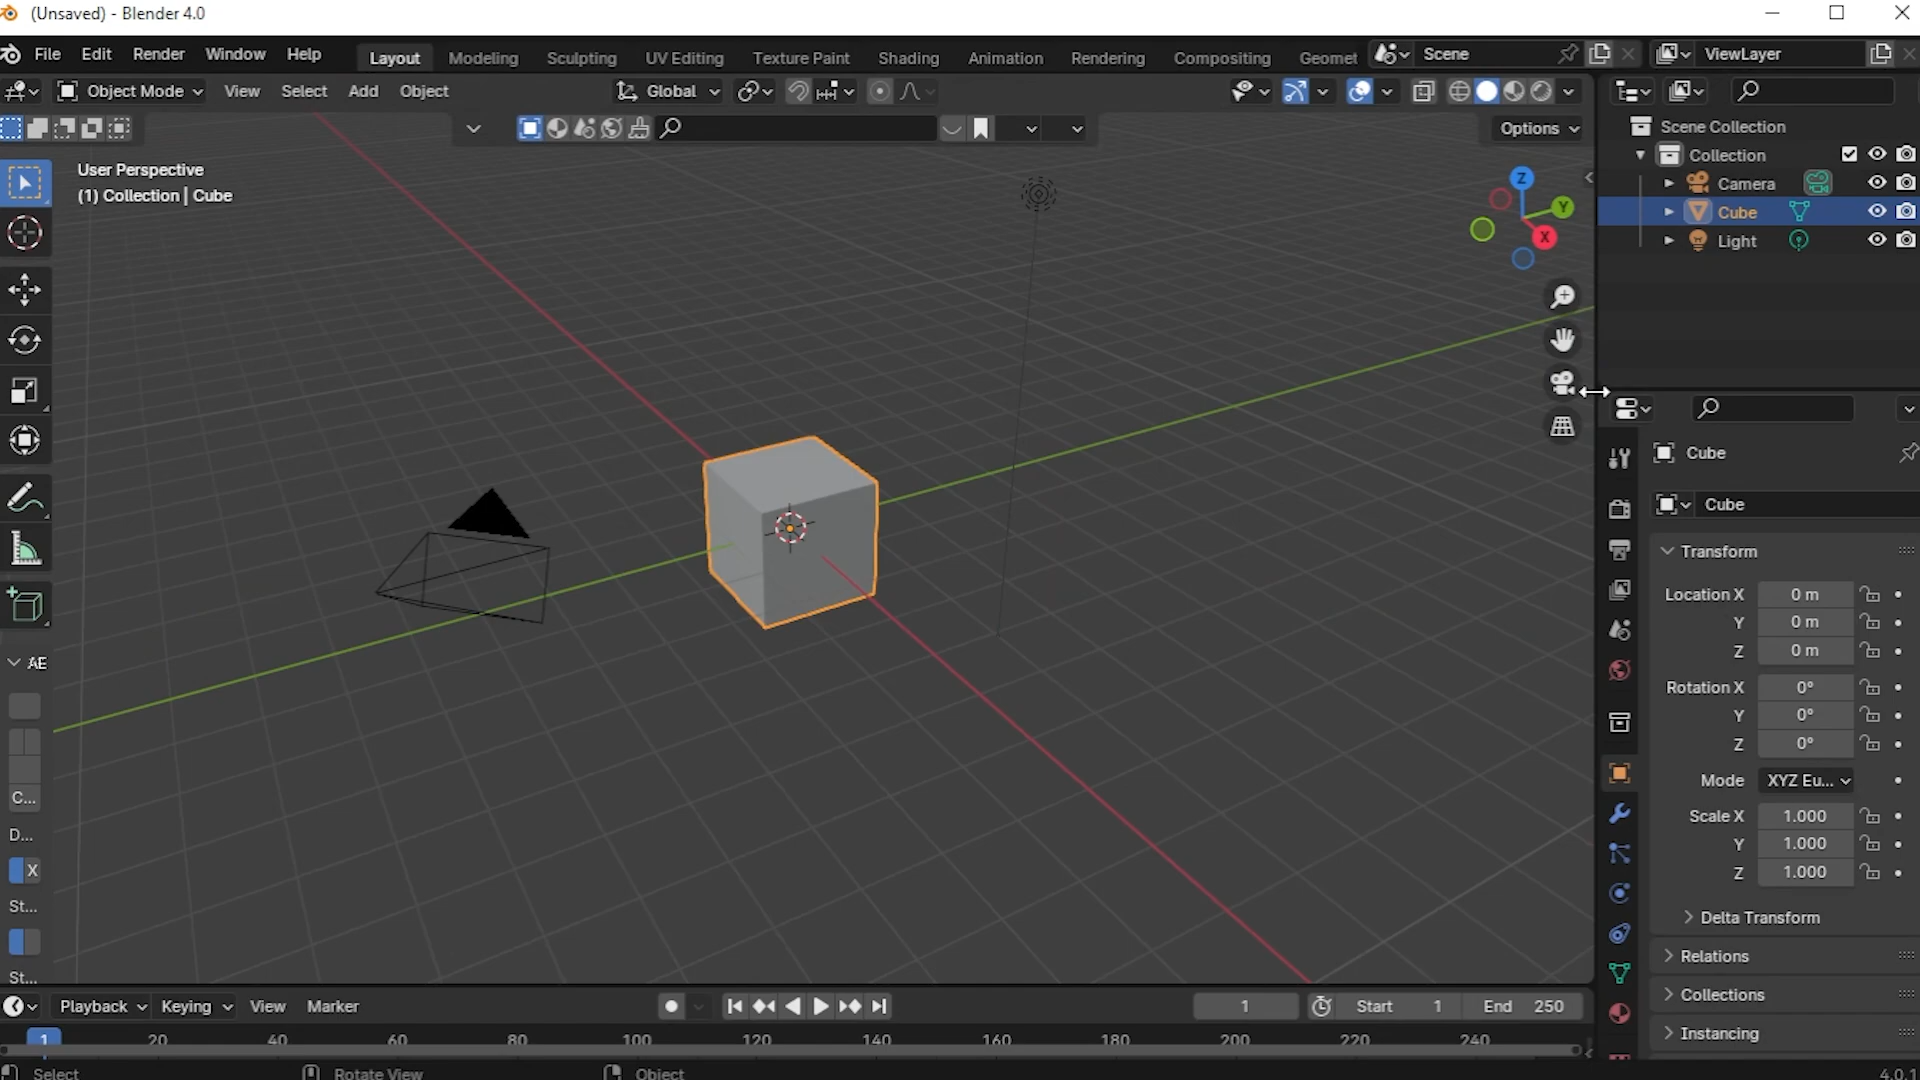 (Unsaved) - Blender 4.0
File Edit Render Window Help Layout Modeling Sculpting UV Editing Texture Paint Shading Animation Rendering Compositing Geomet Scene ViewLayer
Object Mode View Select Add Object Global
Options
User Perspective
(1) Collection | Cube
Z
Y
X
Scene Collection
Collection
Camera
Cube
Light
Cube
Cube
Transform
Location X 0 m
Y 0 m
Z 0 m
Rotation X 0°
Y 0°
Z 0°
Mode XYZ Eu...
Scale X 1.000
Y 1.000
Z 1.000
Delta Transform
Relations
Collections
Instancing
AE
C...
D...
X
St...
St...
Playback Keying View Marker 1 Start 1 End 250
1 20 40 60 80 100 120 140 160 180 200 220 240
Select Rotate View Object 4.0.1